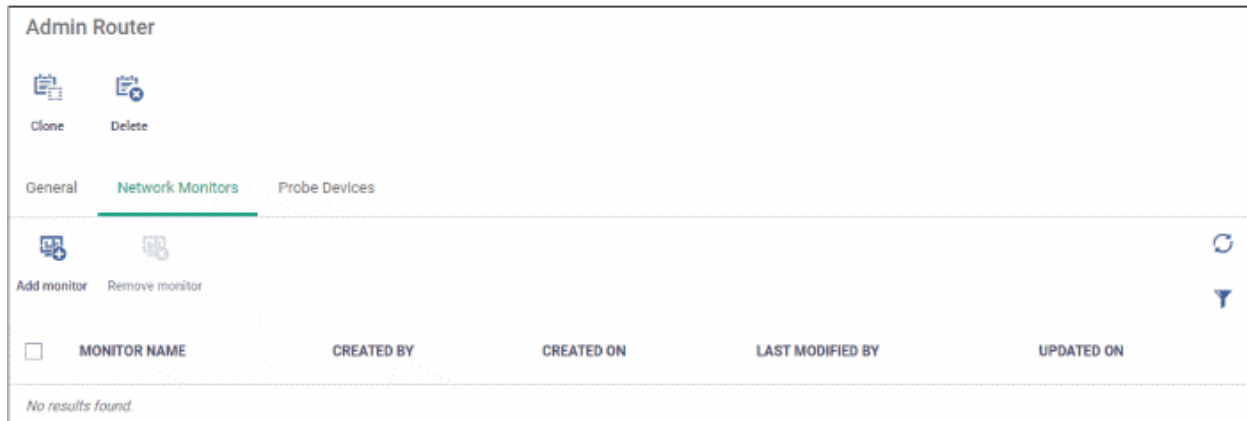 Admin Router
Clone Delete
General Network Monitors Probe Devices
Add monitor Remove monitor
MONITOR NAME CREATED BY CREATED ON LAST MODIFIED BY UPDATED ON
No results found.